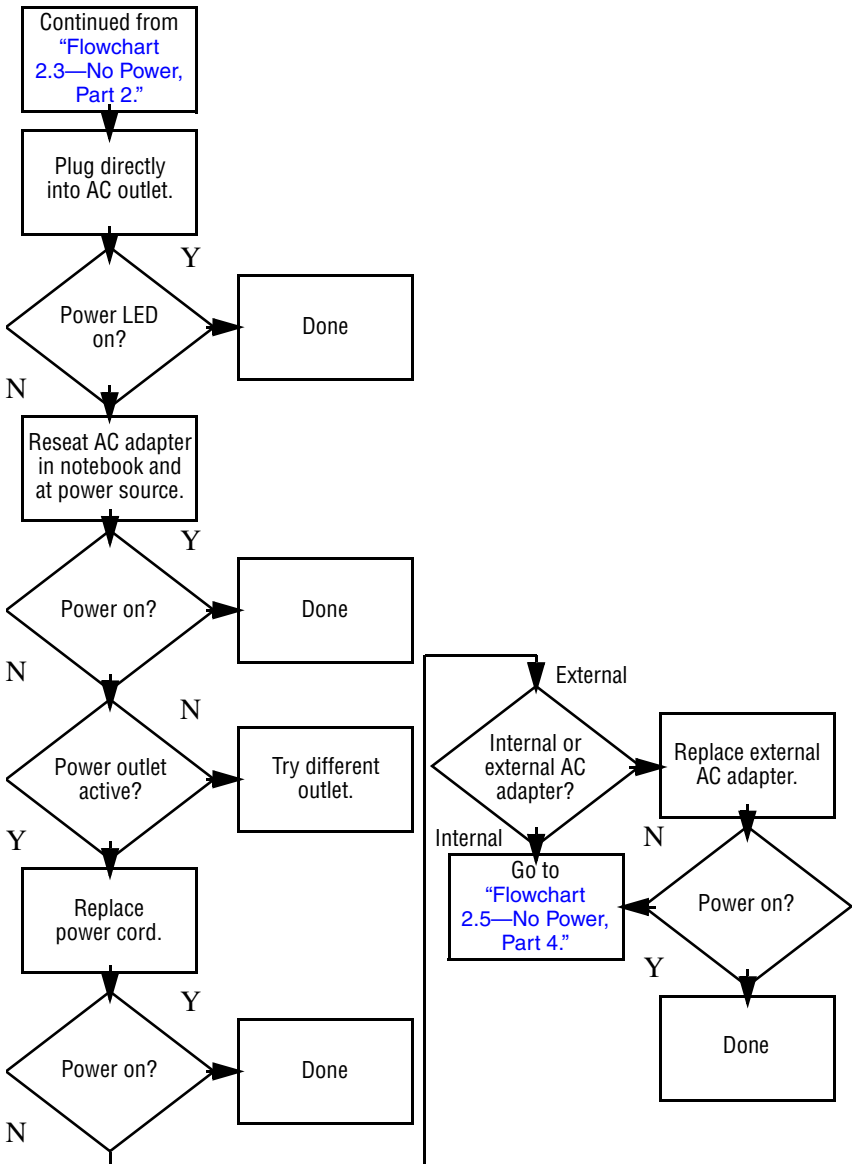 Continued from
“Flowchart
2.3—No Power,
Part 2.”
Plug directly
into AC outlet.
Y
Power LED
on?
Done
N
Reseat AC adapter
in notebook and
at power source.
Y
Power on?
Done
N
N
Power outlet
active?
Try different
outlet.
Y
Replace
power cord.
Y
Power on?
Done
N
External
Internal or
external AC
adapter?
Replace external
AC adapter.
Internal
Go to
“Flowchart
2.5—No Power,
Part 4.”
N
Power on?
Y
Done